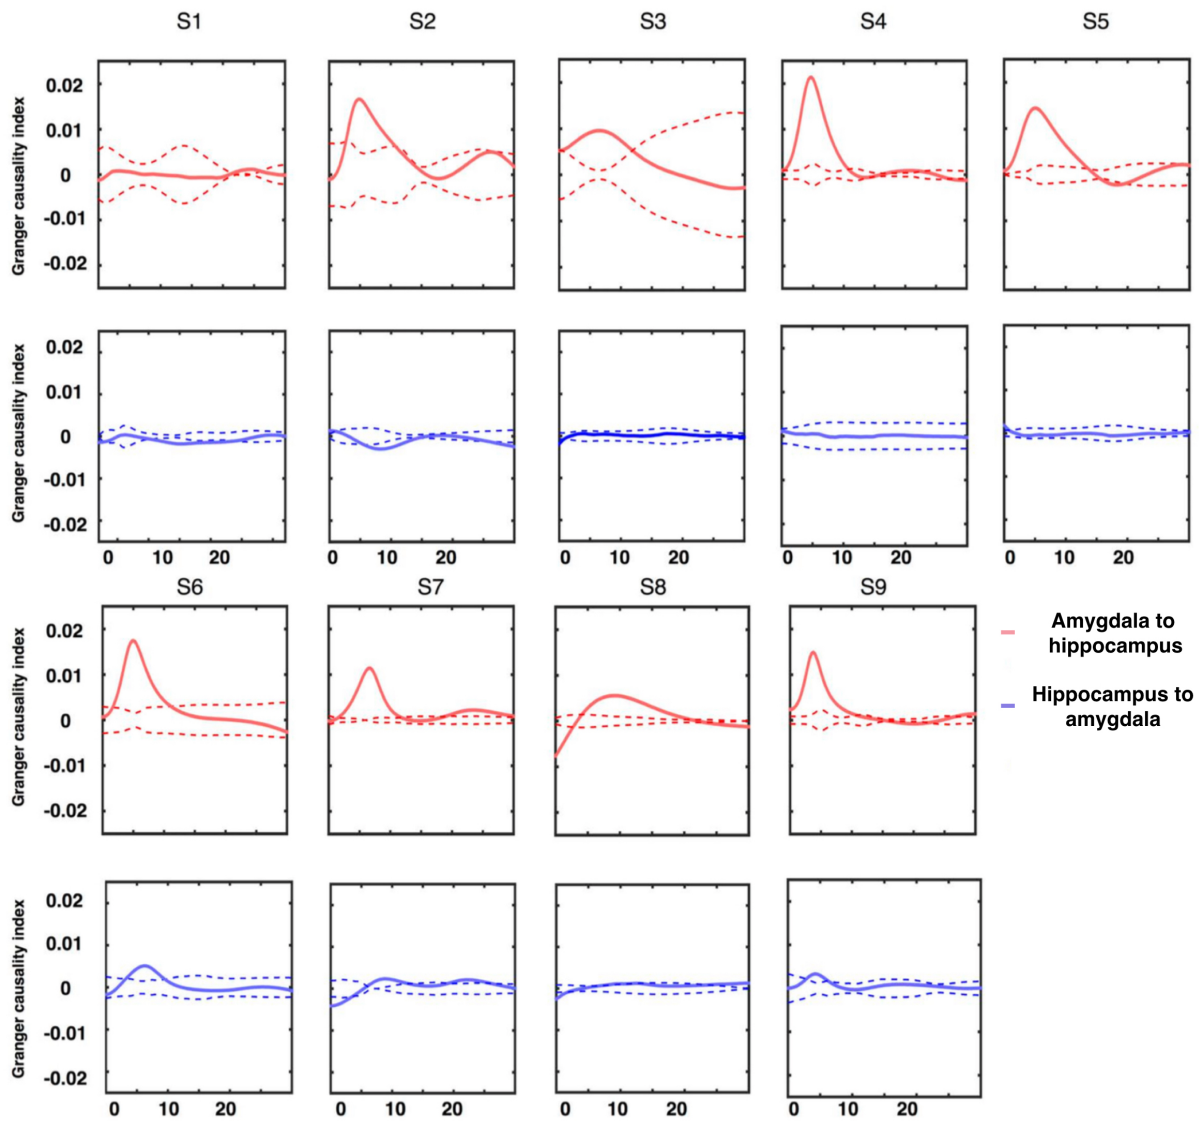 S1 S2 S3 S4 S5
Granger causality index
0.02
0.01
0
-0.01
-0.02
Granger causality index
0.02
0.01
0
-0.01
-0.02
0 10 20 0 10 20 0 10 20 0 10 20 0 10 20
S6 S7 S8 S9
Granger causality index
0.02
0.01
0
-0.01
-0.02
Amygdala to
hippocampus
Hippocampus to
amygdala
Granger causality index
0.02
0.01
0
-0.01
-0.02
0 10 20 0 10 20 0 10 20 0 10 20